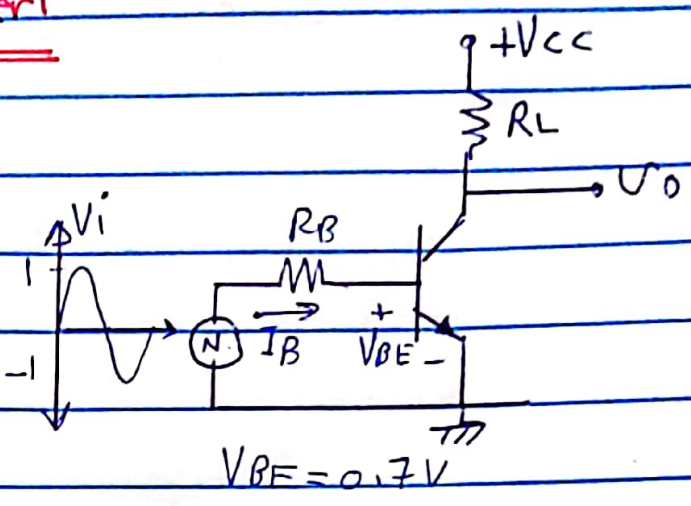 +VCC
RL
Vo
Vi
RB
1
-1
N
IB
+
VBE -
VBE = 0.7V